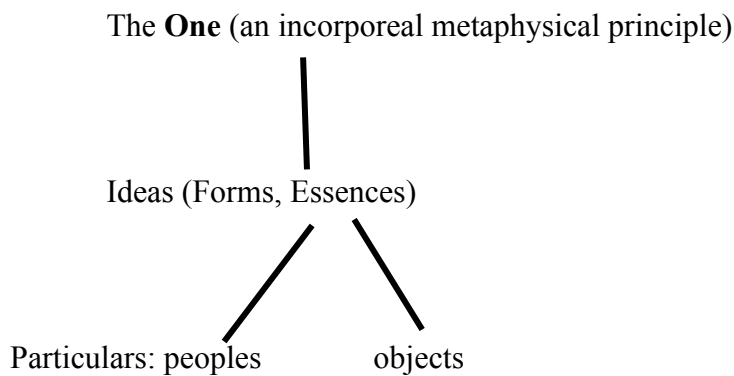 The One (an incorporeal metaphysical principle)
Ideas (Forms, Essences)
Particulars: peoples objects